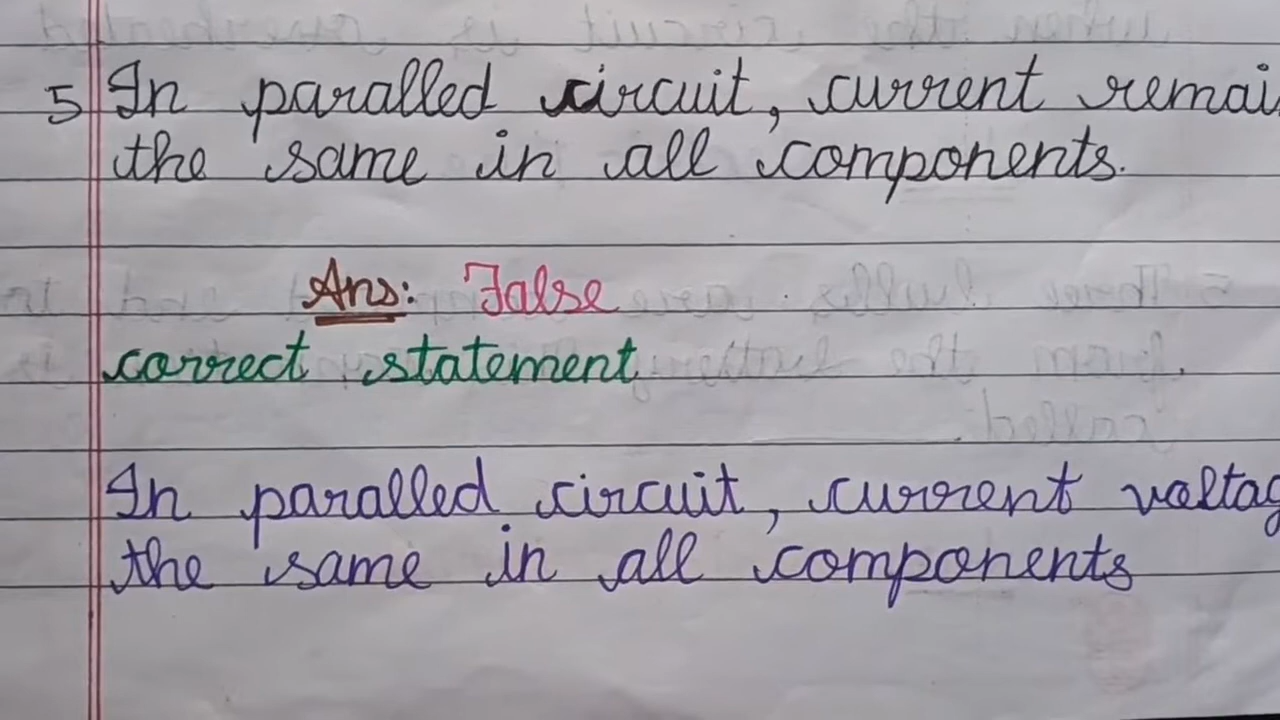 5 In paralled circuit, current remai
the same in all components.
Ans: False
correct statement
In paralled circuit, current voltag
the same in all components